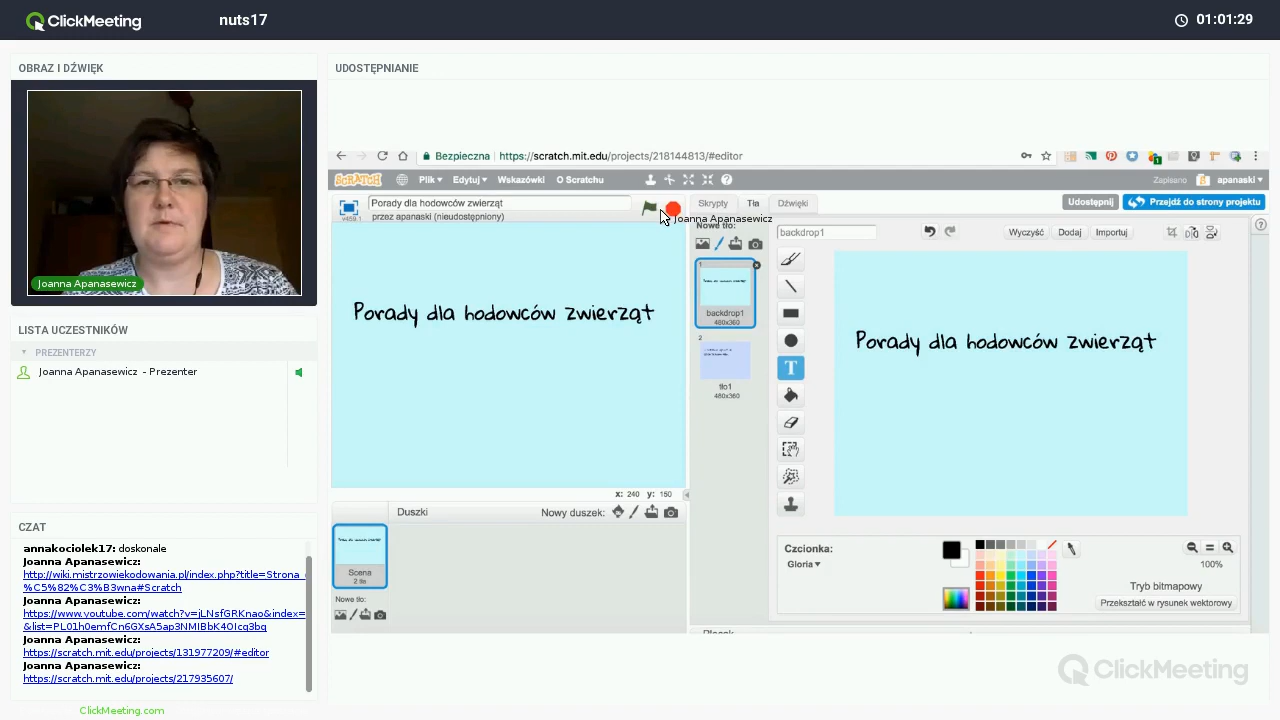 ClickMeeting
nuts17
01:01:29
OBRAZ I DŹWIĘK
UDOSTĘPNIANIE
Joanna Apanasewicz
LISTA UCZESTNIKÓW
PREZENTERZY
Joanna Apanasewicz - Prezenter
CZAT
annakociolek17: doskonale
Joanna Apanasewicz:
http://wiki.mistrzowiekodowania.pl/index.php?title=Strona_
%C5%82%C3%B3wna#Scratch
Joanna Apanasewicz:
https://www.youtube.com/watch?v=jLNsfGRKnao&index=
&list=PL01h0emfCn6GXsA5ap3NMIBbK4OIcq3bq
Joanna Apanasewicz:
https://scratch.mit.edu/projects/131977209/#editor
Joanna Apanasewicz:
https://scratch.mit.edu/projects/217935607/
ClickMeeting.com
Bezpieczna https://scratch.mit.edu/projects/218144813/#editor
SCRATCH Plik Edytuj Wskazówki O Scratchu Zapisano apanaski
Porady dla hodowców zwierząt
przez apanaski (nieudostępniony)
v459.1
Skrypty Tła Dźwięki
Udostępnij Przejdź do strony projektu
Joanna Apanasewicz
Nowe tło:
backdrop1
Wyczyść Dodaj Importuj
Porady dla hodowców zwierząt
x: 240 y: 150
Duszki Nowy duszek:
Scena
2 tła
Nowe tło:
1
backdrop1
480x360
2
tło1
480x360
T
Porady dla hodowców zwierząt
Czcionka:
Gloria
100%
Tryb bitmapowy
Przekształć w rysunek wektorowy
ClickMeeting